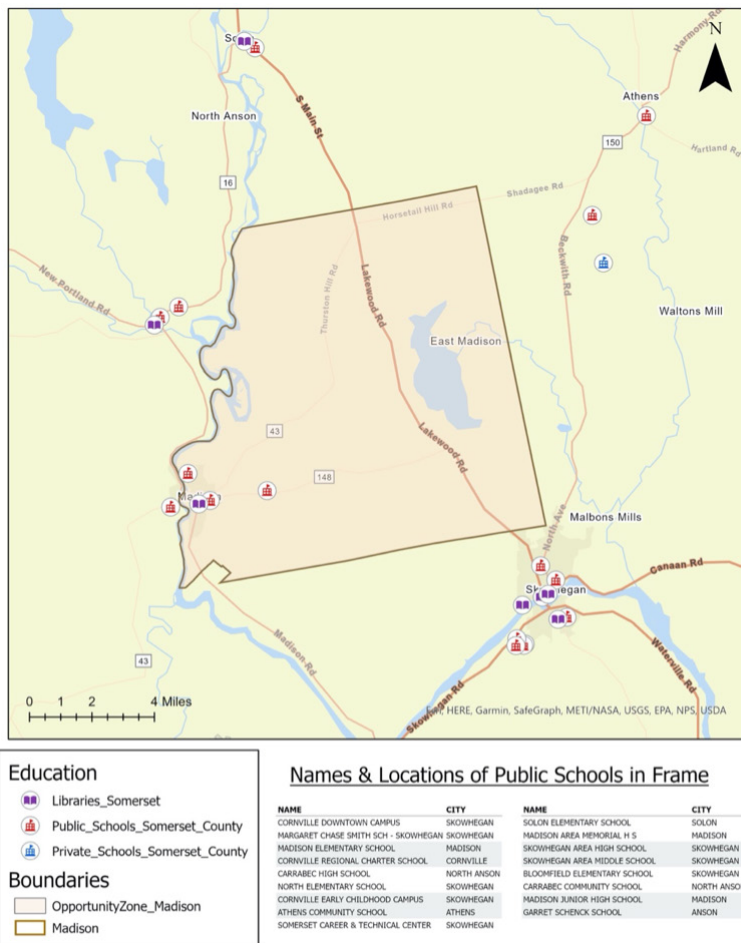 N
Harmony Rd
Athens
S Main St
North Anson
150
Hartland Rd
16
Shadagee Rd
Horsetail Hill Rd
New Portland Rd
Thurston Hill Rd
Lakewood Rd
Beckwith Rd
Waltons Mill
East Madison
43
Lakewood Rd
148
Malbons Mills
North Ave
Canaan Rd
43
Madison Rd
Waterville Rd
Skowhegan Rd
0 1 2 4 Miles
HERE, Garmin, SafeGraph, METI/NASA, USGS, EPA, NPS, USDA
Education
Libraries_Somerset
Public_Schools_Somerset_County
Private_Schools_Somerset_County
Boundaries
OpportunityZone_Madison
Madison
Names & Locations of Public Schools in Frame
NAME CITY
CORNVILLE DOWNTOWN CAMPUS SKOWHEGAN
MARGARET CHASE SMITH SCH - SKOWHEGAN SKOWHEGAN
MADISON ELEMENTARY SCHOOL MADISON
CORNVILLE REGIONAL CHARTER SCHOOL CORNVILLE
CARRABEC HIGH SCHOOL NORTH ANSON
NORTH ELEMENTARY SCHOOL SKOWHEGAN
CORNVILLE EARLY CHILDHOOD CAMPUS SKOWHEGAN
ATHENS COMMUNITY SCHOOL ATHENS
SOMERSET CAREER & TECHNICAL CENTER SKOWHEGAN
NAME CITY
SOLON ELEMENTARY SCHOOL SOLON
MADISON AREA MEMORIAL H S MADISON
SKOWHEGAN AREA HIGH SCHOOL SKOWHEGAN
SKOWHEGAN AREA MIDDLE SCHOOL SKOWHEGAN
BLOOMFIELD ELEMENTARY SCHOOL SKOWHEGAN
CARRABEC COMMUNITY SCHOOL NORTH ANSO
MADISON JUNIOR HIGH SCHOOL MADISON
GARRET SCHENCK SCHOOL ANSON